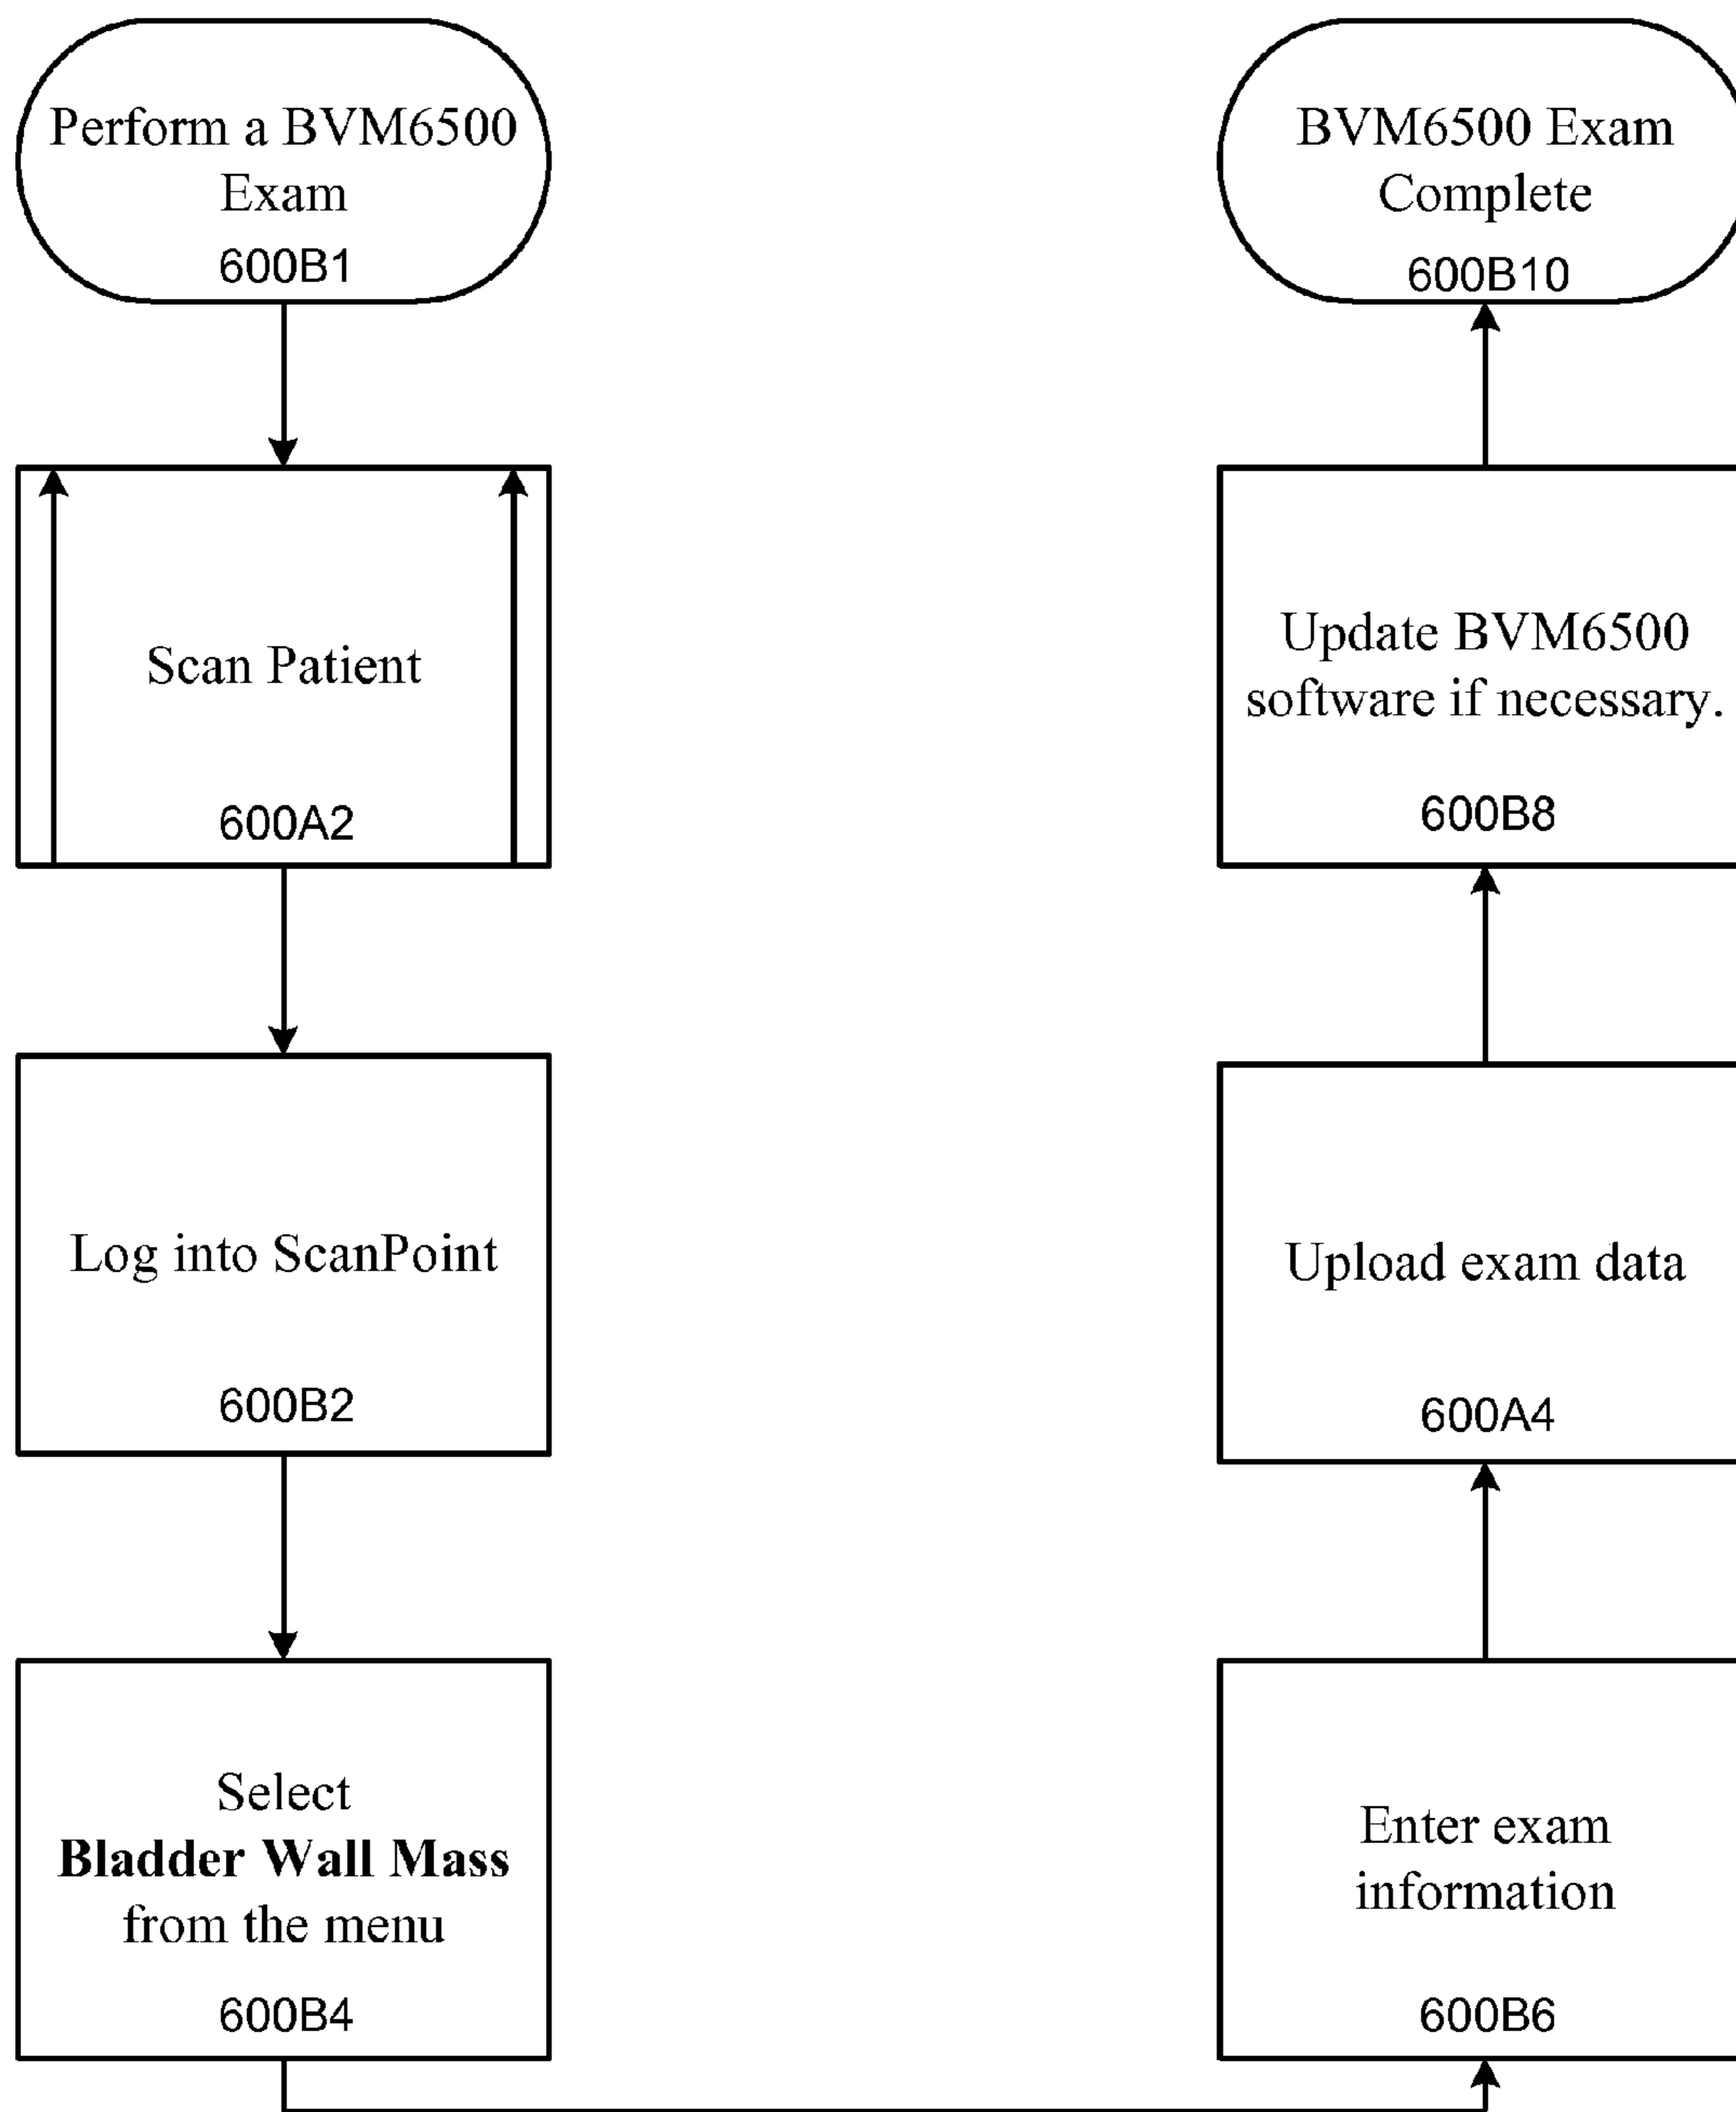 Perform a BVM6500
Exam
600B1
Scan Patient
600A2
Log into ScanPoint
600B2
Select
Bladder Wall Mass
from the menu
600B4
BVM6500 Exam
Complete
600B10
Update BVM6500
software if necessary.
600B8
Upload exam data
600A4
Enter exam
information
600B6